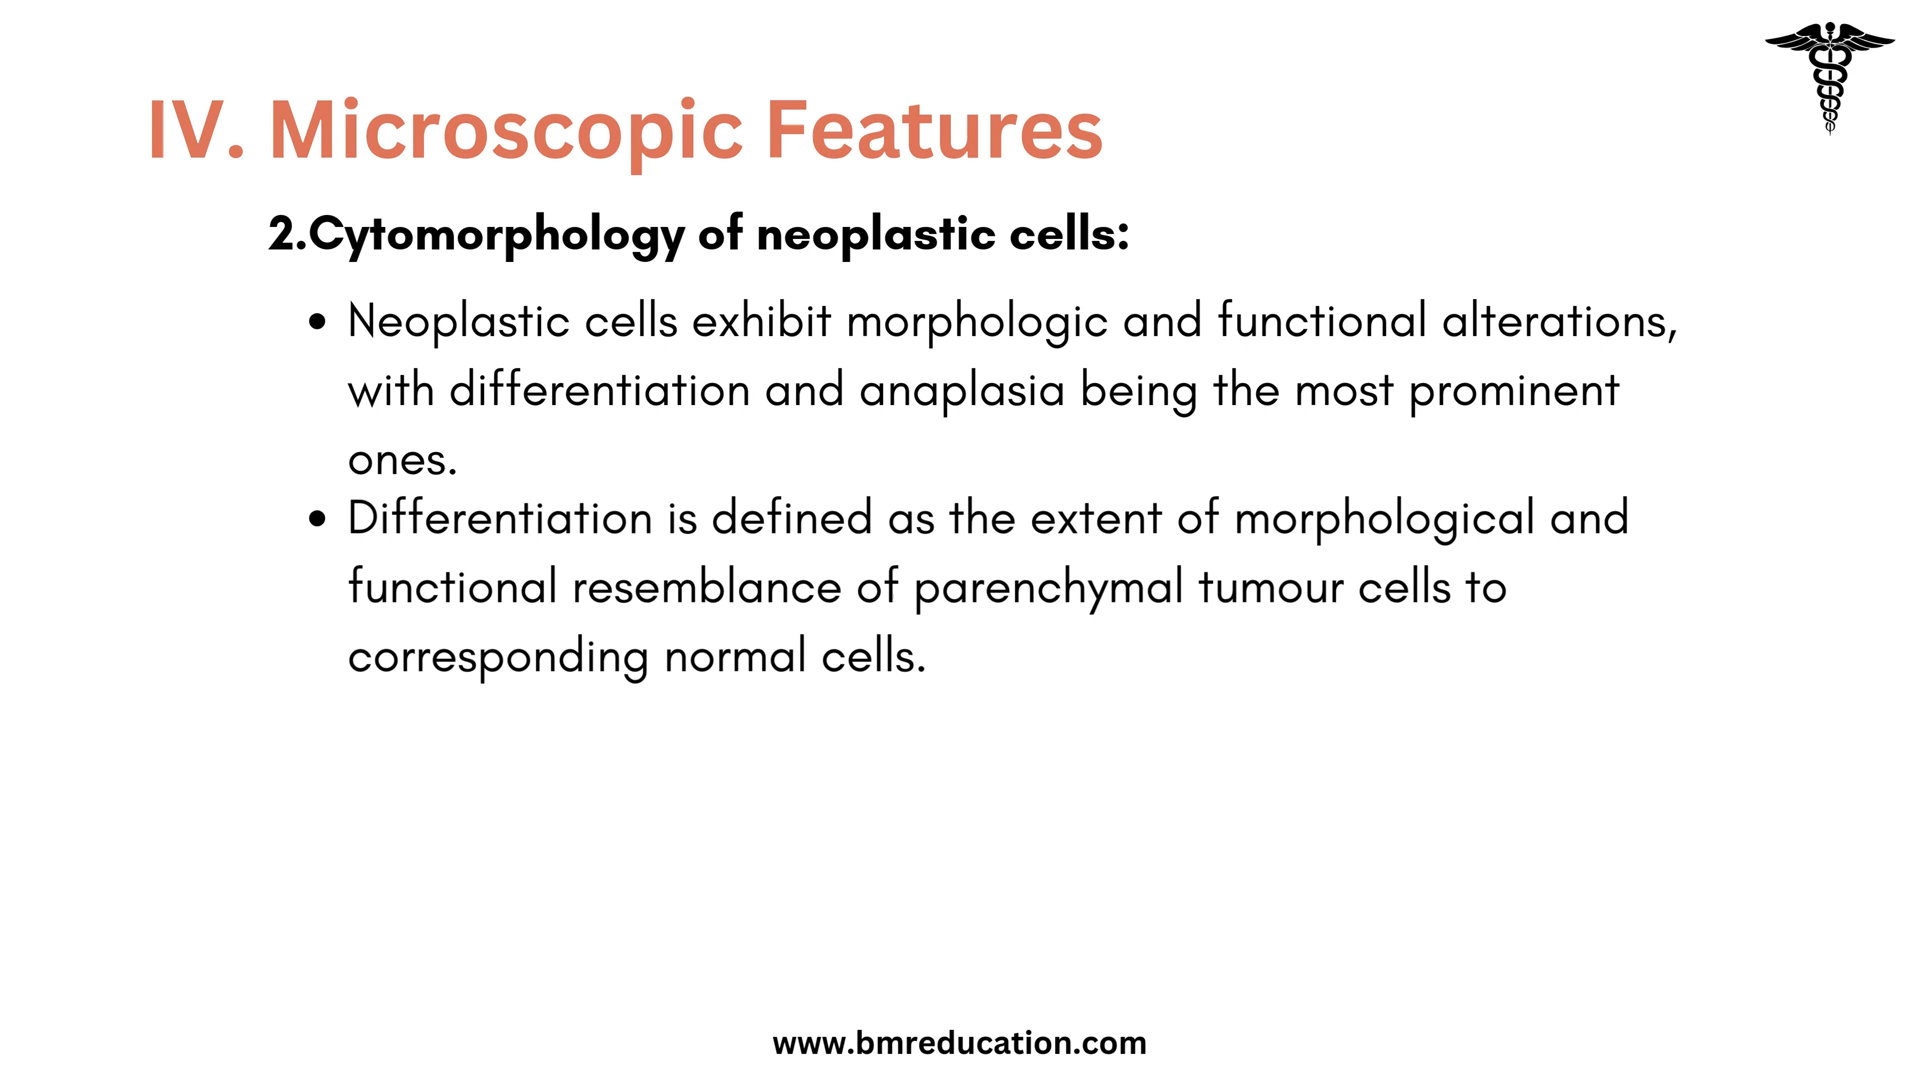 IV. Microscopic Features
2.Cytomorphology of neoplastic cells:
• Neoplastic cells exhibit morphologic and functional alterations,
with differentiation and anaplasia being the most prominent
ones.
• Differentiation is defined as the extent of morphological and
functional resemblance of parenchymal tumour cells to
corresponding normal cells.
www.bmreducation.com